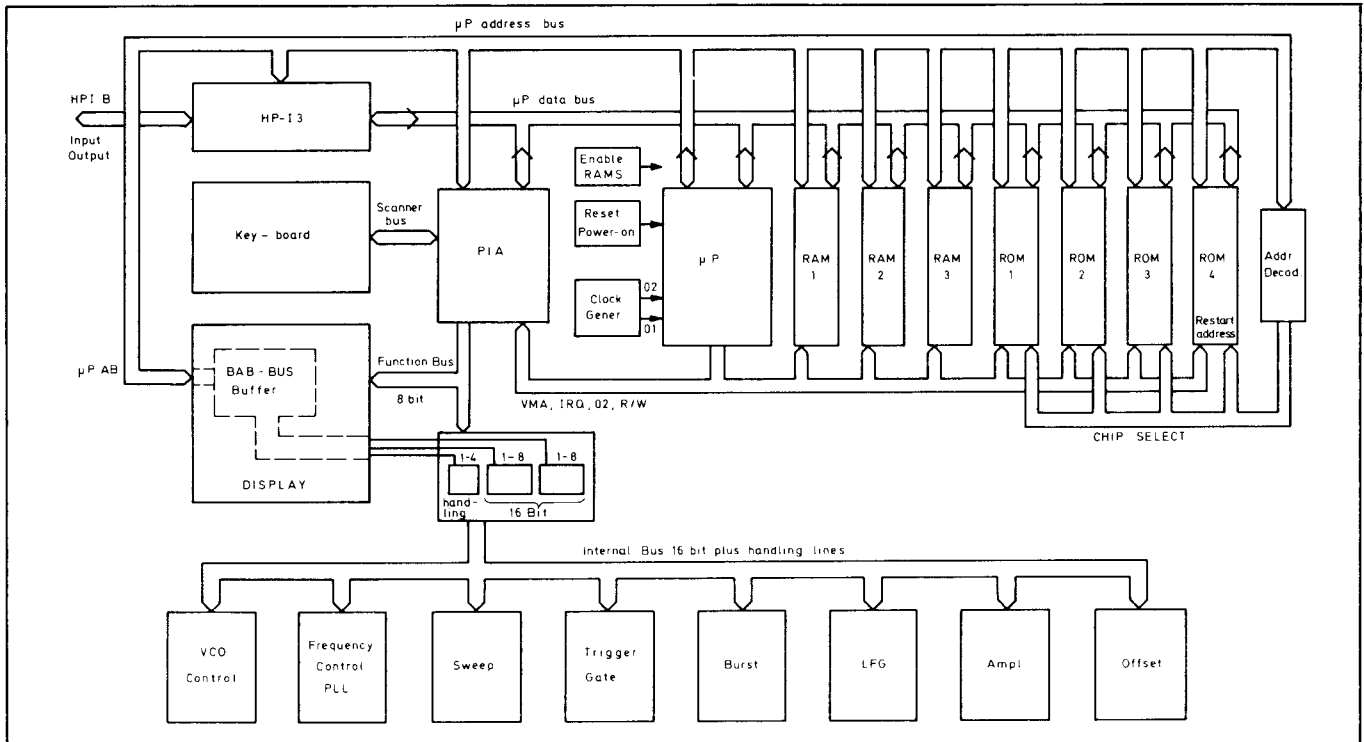 µP address bus
HPI B
Input
Output
HP-I3
µP data bus
Enable
RAMS
Reset
Power-on
Clock
Gener
02
01
Key-board
Scanner
bus
PIA
µP
RAM
1
RAM
2
RAM
3
ROM
1
ROM
2
ROM
3
ROM
4
Restart
address
Addr
Decod.
µP AB
BAB-BUS
Buffer
DISPLAY
Function Bus
8 bit
VMA, IRQ, 02, R/W
CHIP SELECT
1-4
1-8
1-8
hand-
ling
16 Bit
Internal Bus 16 bit plus handling lines
VCO
Control
Frequency
Control
PLL
Sweep
Trigger
Gate
Burst
LFG
Ampl
Offset